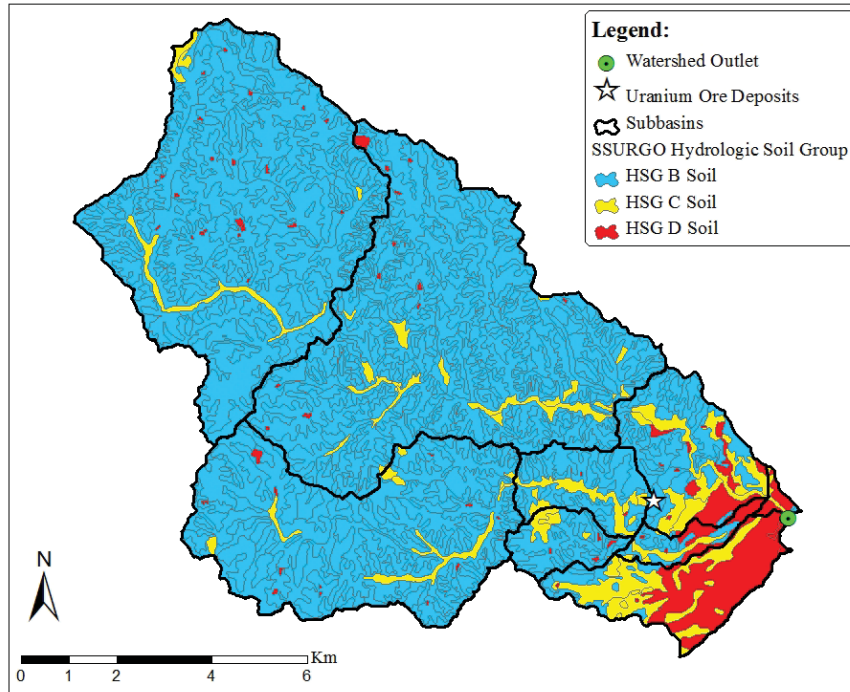 Legend:
Watershed Outlet
Uranium Ore Deposits
Subbasins
SSURGO Hydrologic Soil Group
HSG B Soil
HSG C Soil
HSG D Soil
N
Km
0 1 2 4 6